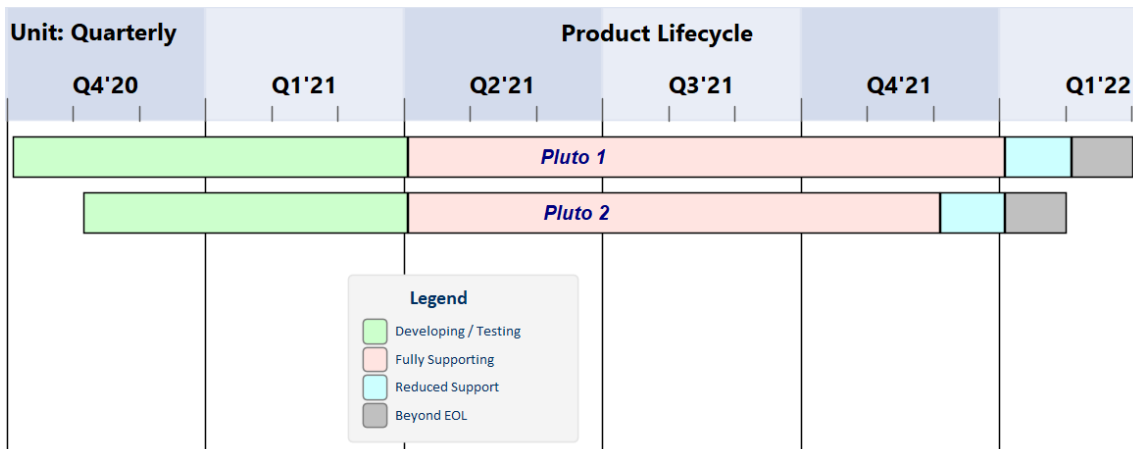 Unit: Quarterly
Product Lifecycle
Q4'20
Q1'21
Q2'21
Q3'21
Q4'21
Q1'22
Pluto 1
Pluto 2
Legend
Developing / Testing
Fully Supporting
Reduced Support
Beyond EOL